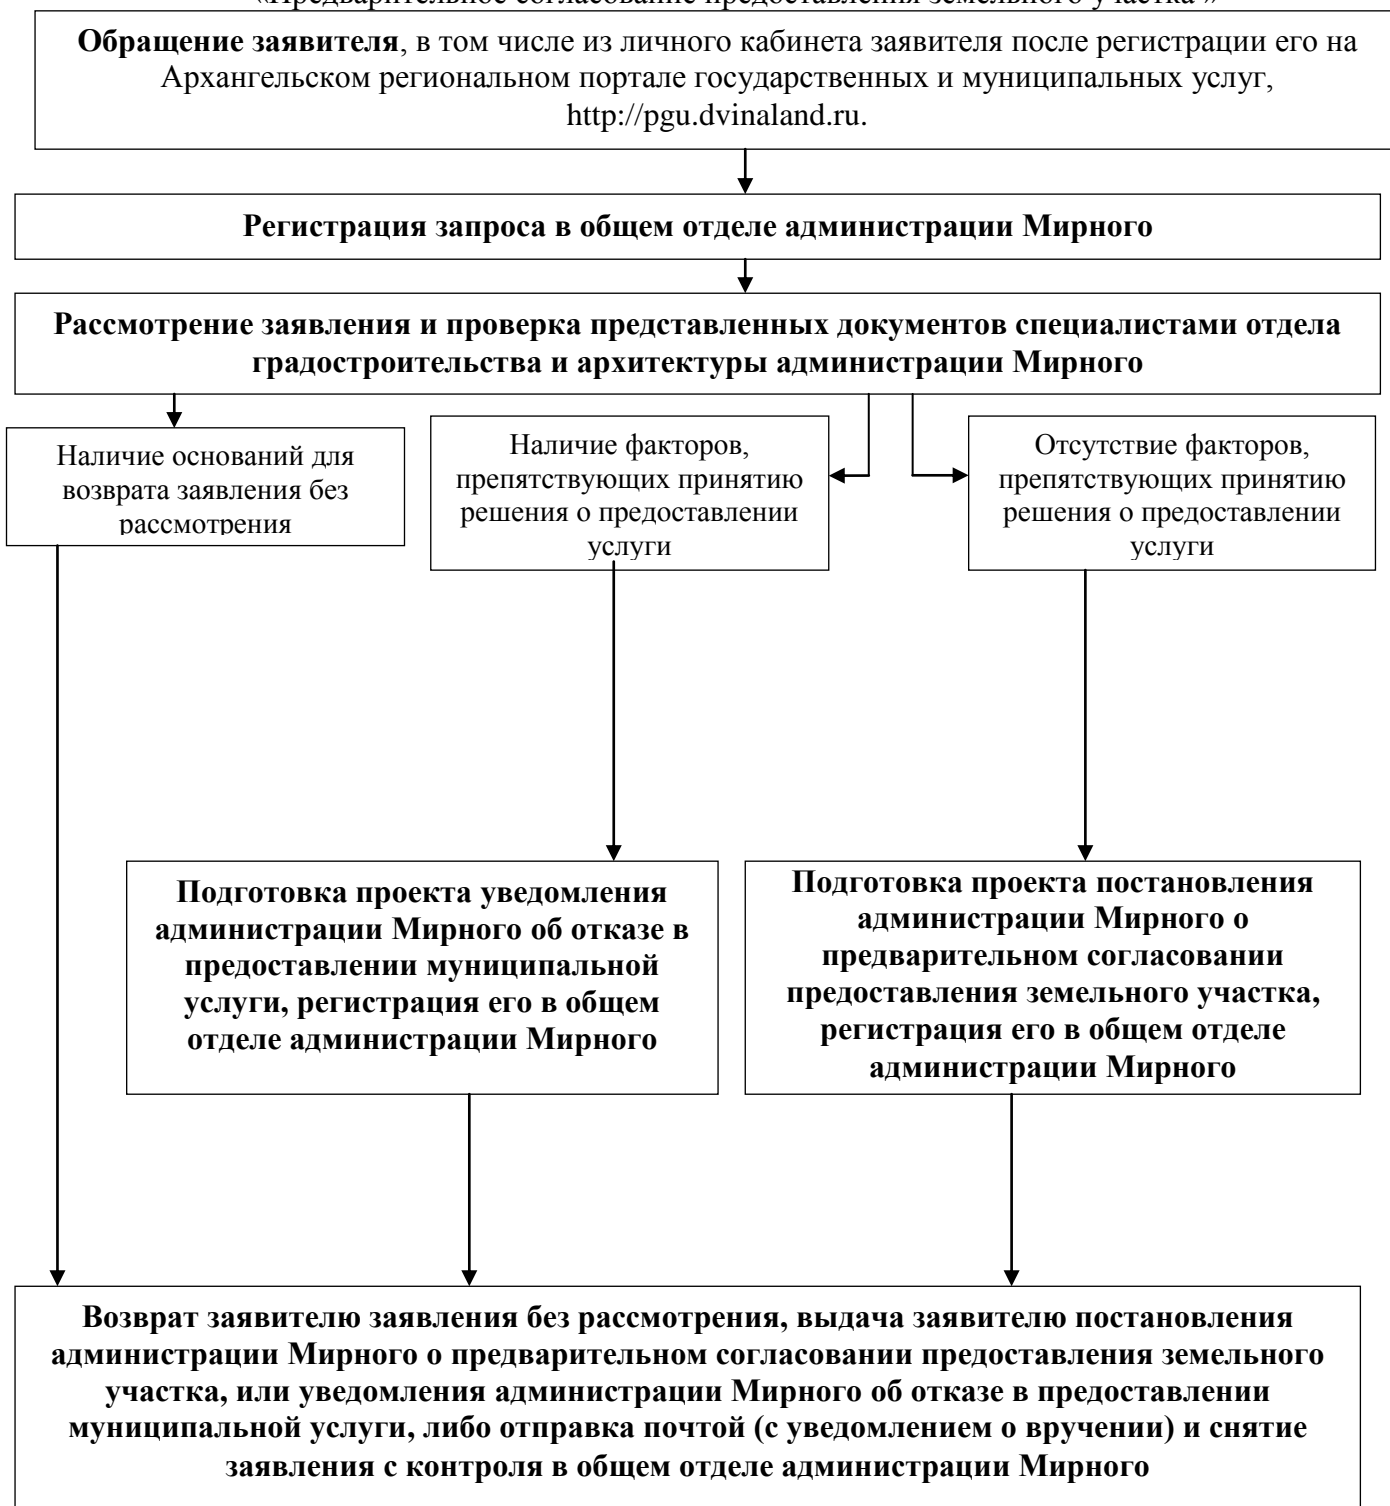 «Предварительное согласование предоставления земельного участка »
Обращение заявителя, в том числе из личного кабинета заявителя после регистрации его на
Архангельском региональном портале государственных и муниципальных услуг,
http://pgu.dvinaland.ru.
Регистрация запроса в общем отделе администрации Мирного
Рассмотрение заявления и проверка представленных документов специалистами отдела
градостроительства и архитектуры администрации Мирного
Наличие оснований для
возврата заявления без
рассмотрения
Наличие факторов,
препятствующих принятию
решения о предоставлении
услуги
Отсутствие факторов,
препятствующих принятию
решения о предоставлении
услуги
Подготовка проекта уведомления
администрации Мирного об отказе в
предоставлении муниципальной
услуги, регистрация его в общем
отделе администрации Мирного
Подготовка проекта постановления
администрации Мирного о
предварительном согласовании
предоставления земельного участка,
регистрация его в общем отделе
администрации Мирного
Возврат заявителю заявления без рассмотрения, выдача заявителю постановления
администрации Мирного о предварительном согласовании предоставления земельного
участка, или уведомления администрации Мирного об отказе в предоставлении
муниципальной услуги, либо отправка почтой (с уведомлением о вручении) и снятие
заявления с контроля в общем отделе администрации Мирного